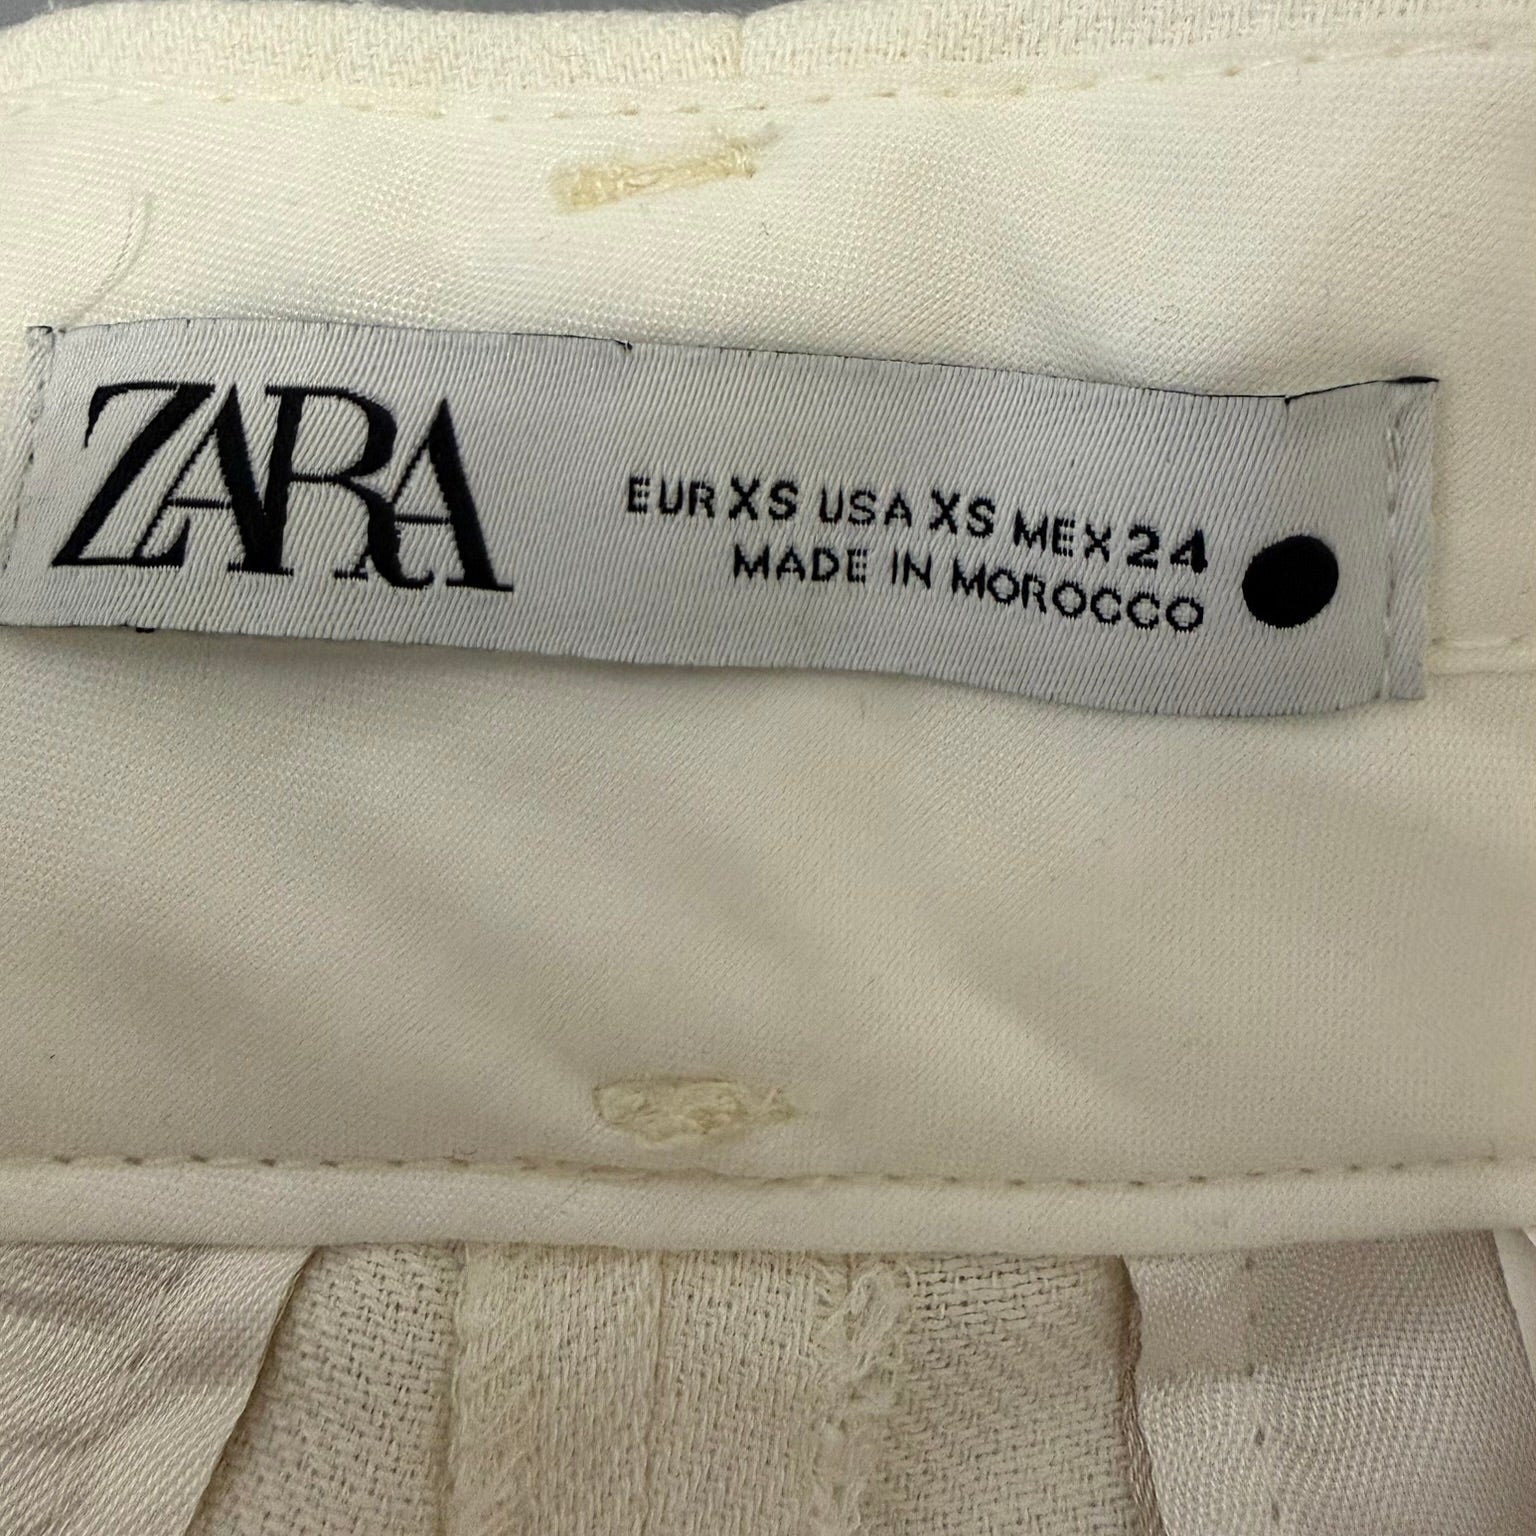 ZARA
EUR XS USA XS MEX 24
MADE IN MOROCCO